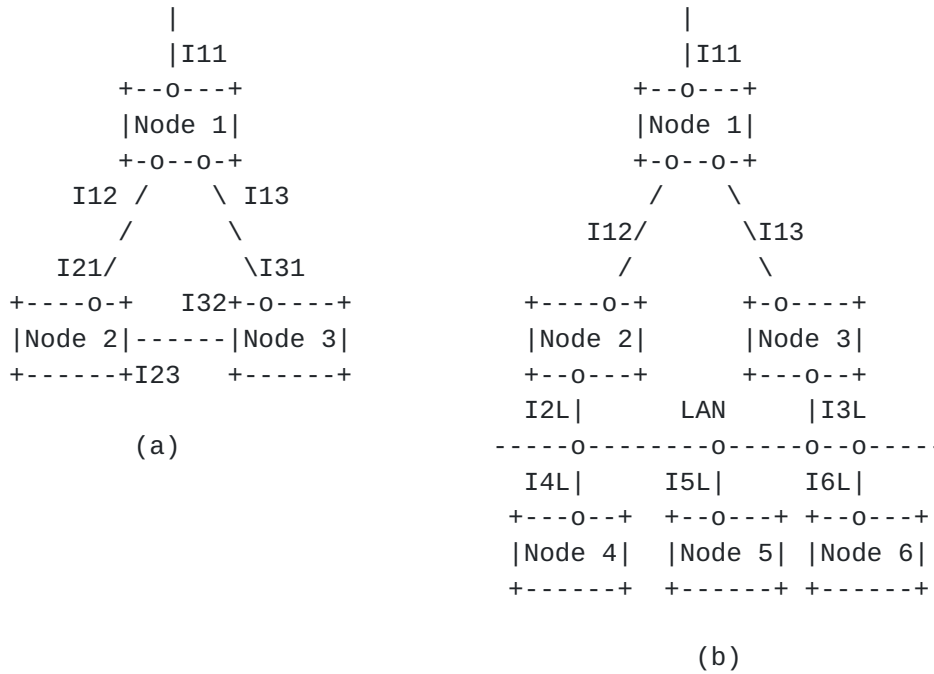 |                                    |
             |I11                                 |I11
         +--o---+                             +--o---+
         |Node 1|                             |Node 1|
         +-o--o-+                             +-o--o-+
      I12 /    \ I13                            /    \
         /      \                          I12/      \I13
     I21/        \I31                         /        \
 +----o-+   I32+-o----+               +----o-+      +-o----+
 |Node 2|------|Node 3|               |Node 2|      |Node 3|
 +------+I23   +------+               +--o---+      +---o--+
                                      I2L|      LAN     |I3L
         (a)                        -----o--------o-----o--o-----
                                      I4L|     I5L|     I6L|
                                     +---o--+  +--o---+ +--o---+
                                     |Node 4|  |Node 5| |Node 6|
                                     +------+  +------+ +------+
                                                 (b)